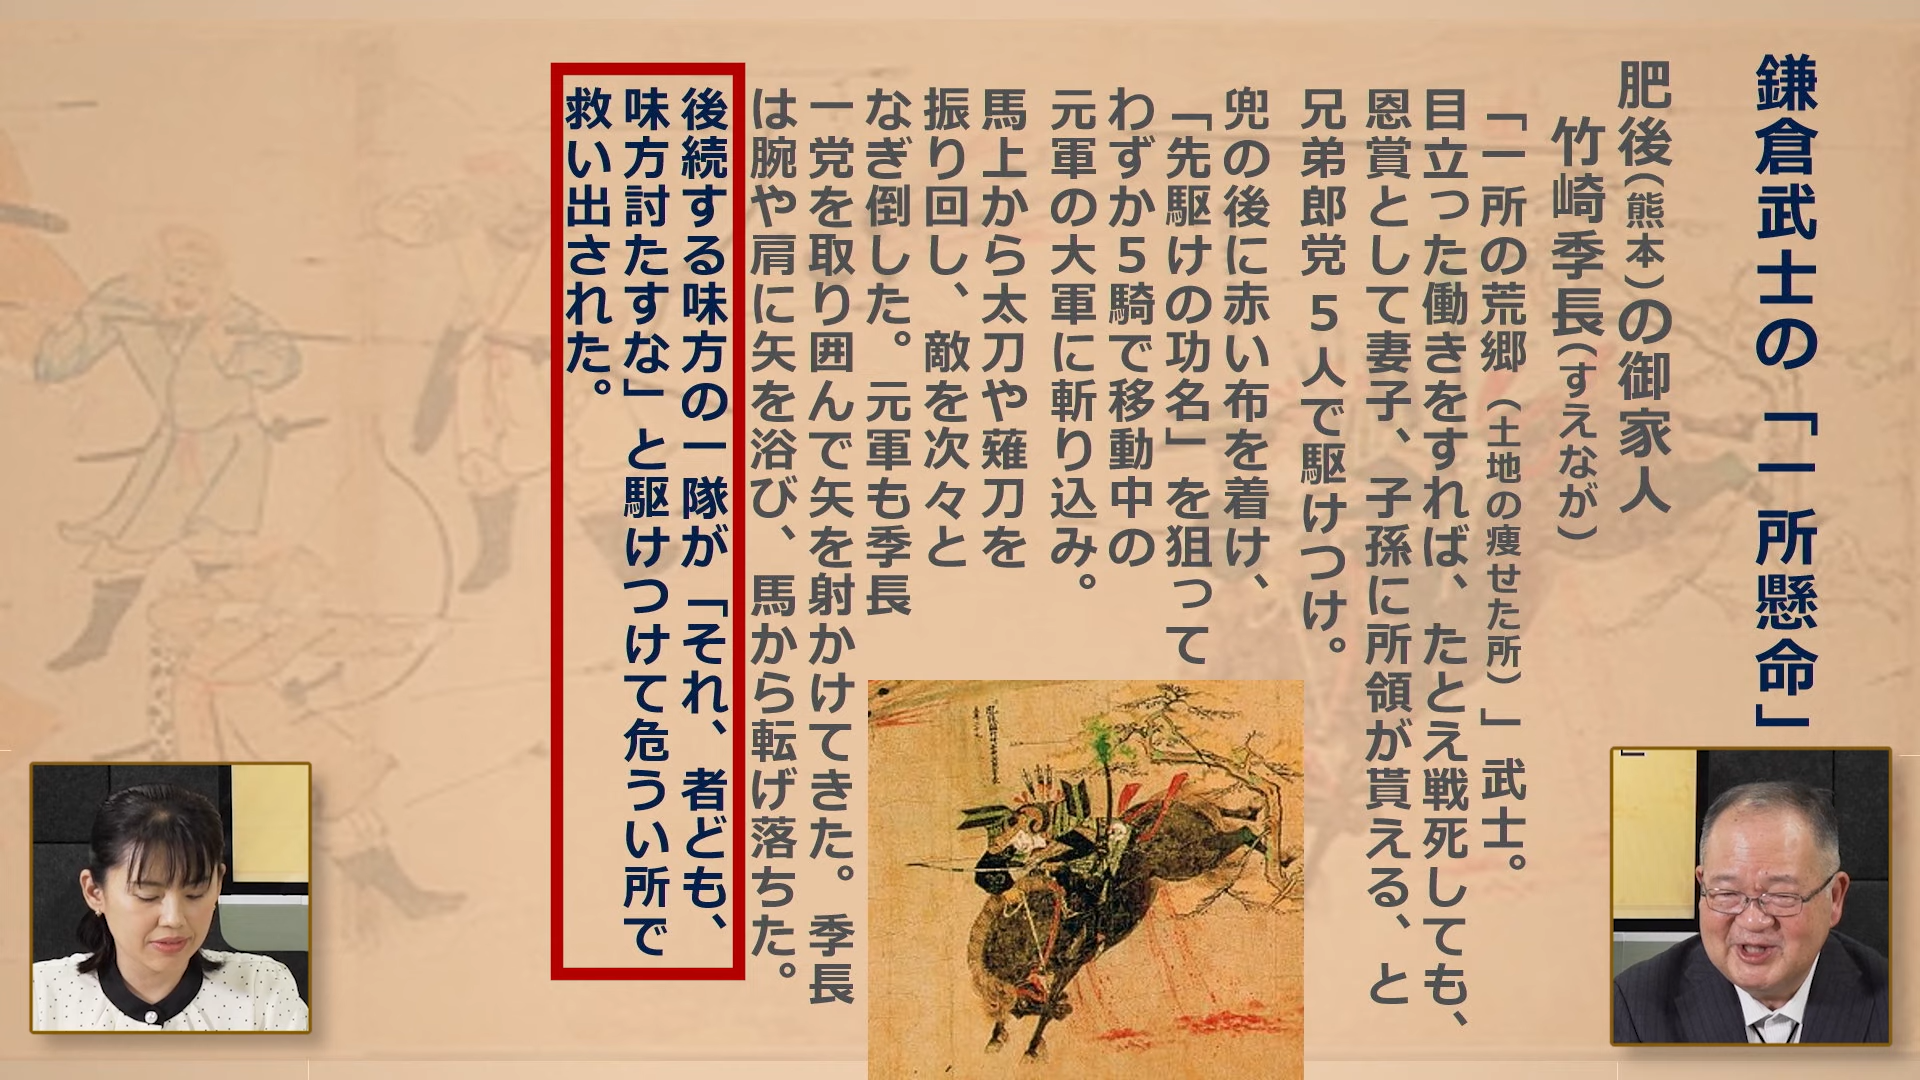 鎌倉武士の「一所懸命」
肥後(熊本)の御家人
竹崎季長(すえなが)
「一所の荒郷（土地の痩せた所）」武士。
目立った働きをすれば、たとえ戦死しても、
恩賞として妻子、子孫に所領が貰える、と
兄弟郎党5人で駆けつけ。
兜の後に赤い布を着け、
「先駆けの功名」を狙って
わずか5騎で移動中の
元軍の大軍に斬り込み。
馬上から太刀や薙刀を
振り回し、敵を次々と
なぎ倒した。元軍も季長
一党を取り囲んで矢を射かけてきた。季長
は腕や肩に矢を浴び、馬から転げ落ちた。
後続する味方の一隊が「それ、者ども、
味方討たすな」と駆けつけて危うい所で
救い出された。